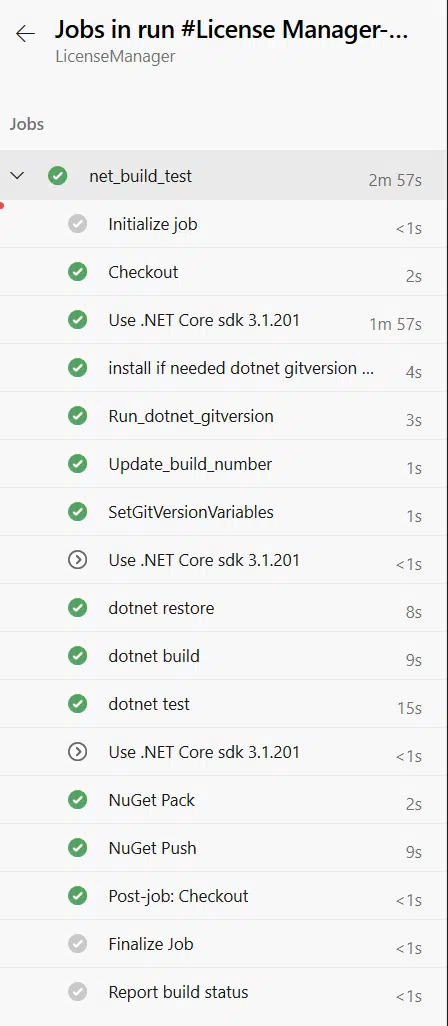 Jobs in run #License Manager-...
LicenseManager
Jobs
net_build_test 2m 57s
Initialize job <1s
Checkout 2s
Use .NET Core sdk 3.1.201 1m 57s
install if needed dotnet gitversion ... 4s
Run_dotnet_gitversion 3s
Update_build_number 1s
SetGitVersionVariables 1s
Use .NET Core sdk 3.1.201 <1s
dotnet restore 8s
dotnet build 9s
dotnet test 15s
Use .NET Core sdk 3.1.201 <1s
NuGet Pack 2s
NuGet Push 9s
Post-job: Checkout <1s
Finalize Job <1s
Report build status <1s